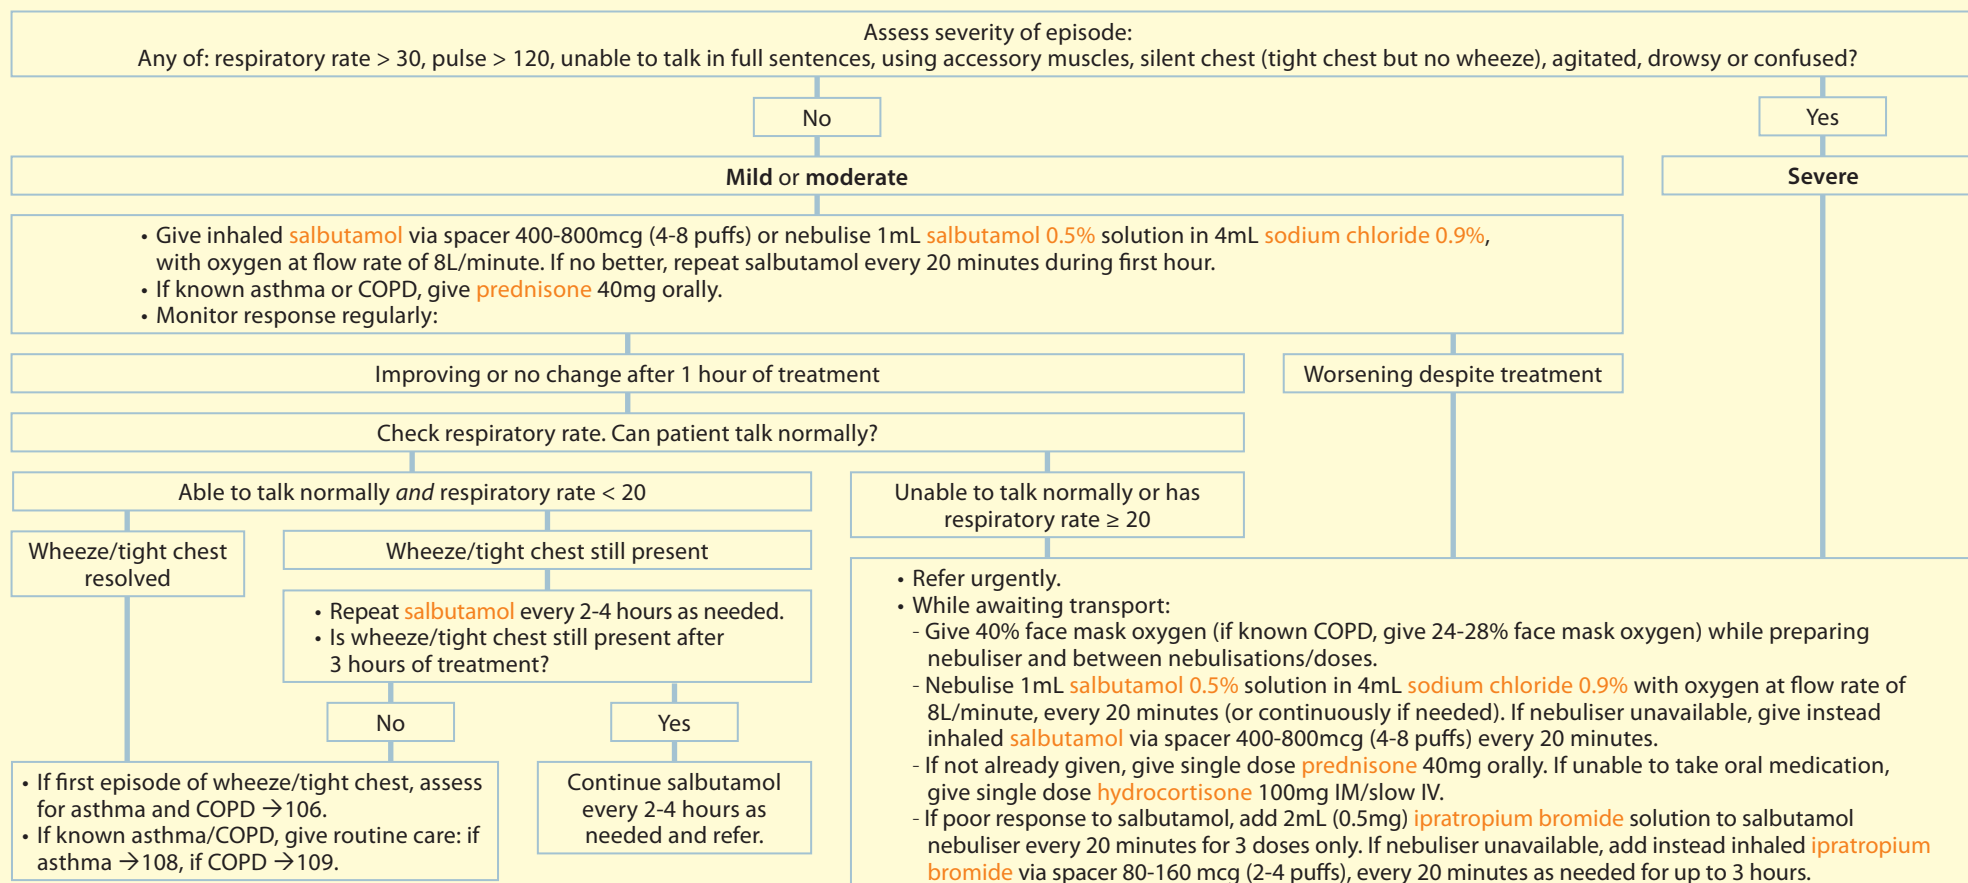 Assess severity of episode:
Any of: respiratory rate > 30, pulse > 120, unable to talk in full sentences, using accessory muscles, silent chest (tight chest but no wheeze), agitated, drowsy or confused?
No
Yes
Mild or moderate
Severe
• Give inhaled salbutamol via spacer 400-800mcg (4-8 puffs) or nebulise 1mL salbutamol 0.5% solution in 4mL sodium chloride 0.9%,
with oxygen at flow rate of 8L/minute. If no better, repeat salbutamol every 20 minutes during first hour.
• If known asthma or COPD, give prednisone 40mg orally.
• Monitor response regularly:
Improving or no change after 1 hour of treatment
Worsening despite treatment
Check respiratory rate. Can patient talk normally?
Able to talk normally and respiratory rate < 20
Unable to talk normally or has
respiratory rate ≥ 20
Wheeze/tight chest
resolved
Wheeze/tight chest still present
• Repeat salbutamol every 2-4 hours as needed.
• Is wheeze/tight chest still present after
3 hours of treatment?
No
Yes
• If first episode of wheeze/tight chest, assess
for asthma and COPD →106.
• If known asthma/COPD, give routine care: if
asthma →108, if COPD →109.
Continue salbutamol
every 2-4 hours as
needed and refer.
• Refer urgently.
• While awaiting transport:
- Give 40% face mask oxygen (if known COPD, give 24-28% face mask oxygen) while preparing
nebuliser and between nebulisations/doses.
- Nebulise 1mL salbutamol 0.5% solution in 4mL sodium chloride 0.9% with oxygen at flow rate of
8L/minute, every 20 minutes (or continuously if needed). If nebuliser unavailable, give instead
inhaled salbutamol via spacer 400-800mcg (4-8 puffs) every 20 minutes.
- If not already given, give single dose prednisone 40mg orally. If unable to take oral medication,
give single dose hydrocortisone 100mg IM/slow IV.
- If poor response to salbutamol, add 2mL (0.5mg) ipratropium bromide solution to salbutamol
nebuliser every 20 minutes for 3 doses only. If nebuliser unavailable, add instead inhaled ipratropium
bromide via spacer 80-160 mcg (2-4 puffs), every 20 minutes as needed for up to 3 hours.